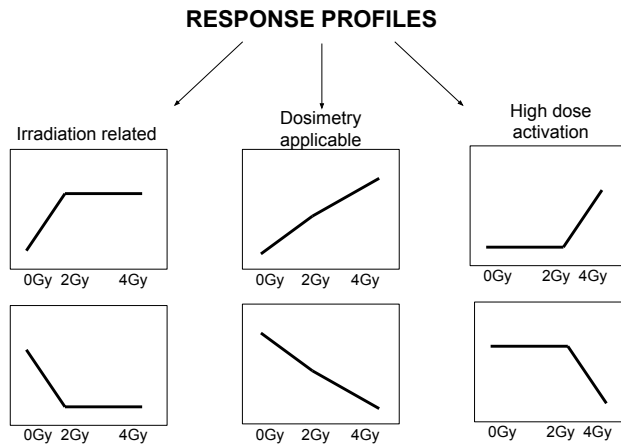 RESPONSE PROFILES
Irradiation related
Dosimetry
applicable
High dose
activation
0Gy 2Gy 4Gy
0Gy 2Gy 4Gy
0Gy 2Gy 4Gy
0Gy 2Gy 4Gy
0Gy 2Gy 4Gy
0Gy 2Gy 4Gy